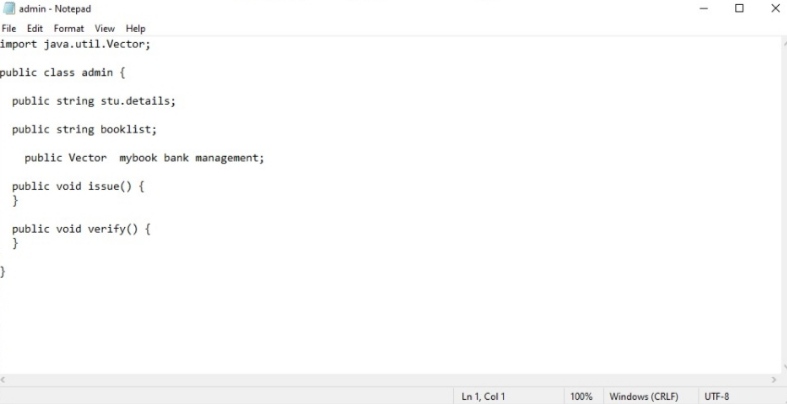 admin - Notepad
File Edit Format View Help
import java.util.Vector;
public class admin {
public string stu.details;
public string booklist;
public Vector  mybook bank management;
public void issue() {
}
public void verify() {
}
}
Ln 1, Col 1 100% Windows (CRLF) UTF-8